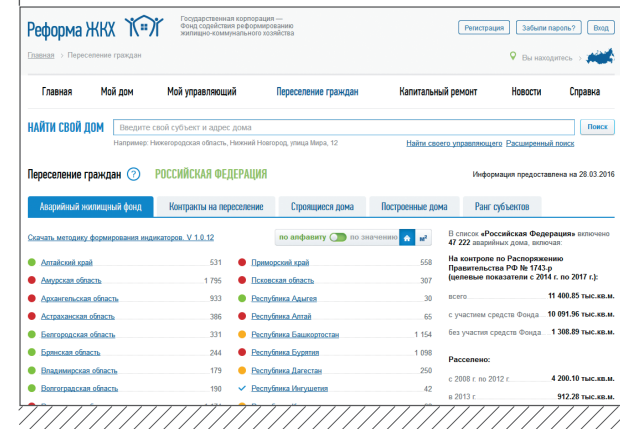 Реформа ЖКХ
Государственная корпорация —
Фонд содействия реформированию
жилищно-коммунального хозяйства
Регистрация Забыли пароль? Вход
Главная > Переселение граждан
Вы находитесь >
Главная Мой дом Мой управляющий Переселение граждан Капитальный ремонт Новости Справка
НАЙТИ СВОЙ ДОМ Введите свой субъект и адрес дома Поиск
Например: Нижегородская область, Нижний Новгород, улица Мира, 12 Найти своего управляющего Расширенный поиск
Переселение граждан ? РОССИЙСКАЯ ФЕДЕРАЦИЯ Информация предоставлена на 28.03.2016
Аварийный жилищный фонд Контракты на переселение Строящиеся дома Построенные дома Ранг субъектов
Скачать методику формирования индикаторов. V 1.0.12
по алфавиту по значению м²
Алтайский край 531
Амурская область 1 795
Архангельская область 933
Астраханская область 386
Белгородская область 331
Брянская область 244
Владимирская область 179
Волгоградская область 190
Приморский край 558
Псковская область 307
Республика Адыгея 30
Республика Алтай 65
Республика Башкортостан 1 154
Республика Бурятия 1 098
Республика Дагестан 250
Республика Ингушетия 42
В список «Российская Федерация» включено
47 222 аварийных дома, включая:
На контроле по Распоряжению
Правительства РФ № 1743-р
(целевые показатели с 2014 г. по 2017 г.):
всего 11 400.85 тыс.кв.м.
с участием средств Фонда 10 091.96 тыс.кв.м.
без участия средств Фонда 1 308.89 тыс.кв.м.
Расселено:
с 2008 г. по 2012 г. 4 200.10 тыс.кв.м.
в 2013 г. 912.28 тыс.кв.м.